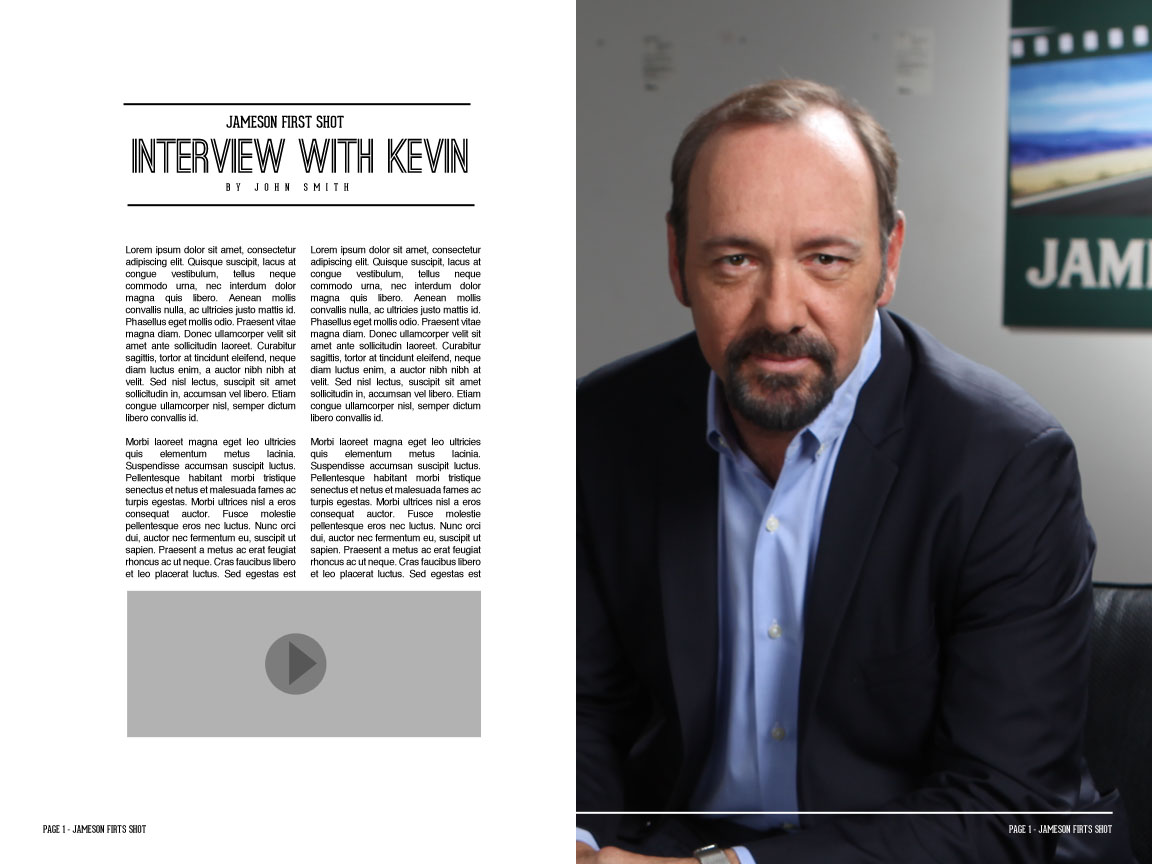 JAMESON FIRST SHOT
INTERVIEW WITH KEVIN
BY JOHN SMITH
Lorem ipsum dolor sit amet, consectetur
adipiscing elit. Quisque suscipit, lacus at
congue vestibulum, tellus neque
commodo urna, nec interdum dolor
magna quis libero. Aenean mollis
convallis nulla, ac ultricies justo mattis id.
Phasellus eget mollis odio. Praesent vitae
magna diam. Donec ullamcorper velit sit
amet ante sollicitudin laoreet. Curabitur
sagittis, tortor at tincidunt eleifend, neque
diam luctus enim, a auctor nibh nibh at
velit. Sed nisl lectus, suscipit sit amet
sollicitudin in, accumsan vel libero. Etiam
congue ullamcorper nisl, semper dictum
libero convallis id.
Morbi laoreet magna eget leo ultricies
quis elementum metus lacinia.
Suspendisse accumsan suscipit luctus.
Pellentesque habitant morbi tristique
senectus et netus et malesuada fames ac
turpis egestas. Morbi ultrices nisl a eros
consequat auctor. Fusce molestie
pellentesque eros nec luctus. Nunc orci
dui, auctor nec fermentum eu, suscipit ut
sapien. Praesent a metus ac erat feugiat
rhoncus ac ut neque. Cras faucibus libero
et leo placerat luctus. Sed egestas est
Lorem ipsum dolor sit amet, consectetur
adipiscing elit. Quisque suscipit, lacus at
congue vestibulum, tellus neque
commodo urna, nec interdum dolor
magna quis libero. Aenean mollis
convallis nulla, ac ultricies justo mattis id.
Phasellus eget mollis odio. Praesent vitae
magna diam. Donec ullamcorper velit sit
amet ante sollicitudin laoreet. Curabitur
sagittis, tortor at tincidunt eleifend, neque
diam luctus enim, a auctor nibh nibh at
velit. Sed nisl lectus, suscipit sit amet
sollicitudin in, accumsan vel libero. Etiam
congue ullamcorper nisl, semper dictum
libero convallis id.
Morbi laoreet magna eget leo ultricies
quis elementum metus lacinia.
Suspendisse accumsan suscipit luctus.
Pellentesque habitant morbi tristique
senectus et netus et malesuada fames ac
turpis egestas. Morbi ultrices nisl a eros
consequat auctor. Fusce molestie
pellentesque eros nec luctus. Nunc orci
dui, auctor nec fermentum eu, suscipit ut
sapien. Praesent a metus ac erat feugiat
rhoncus ac ut neque. Cras faucibus libero
et leo placerat luctus. Sed egestas est
PAGE 1 - JAMESON FIRTS SHOT
JAM
PAGE 1 - JAMESON FIRTS SHOT